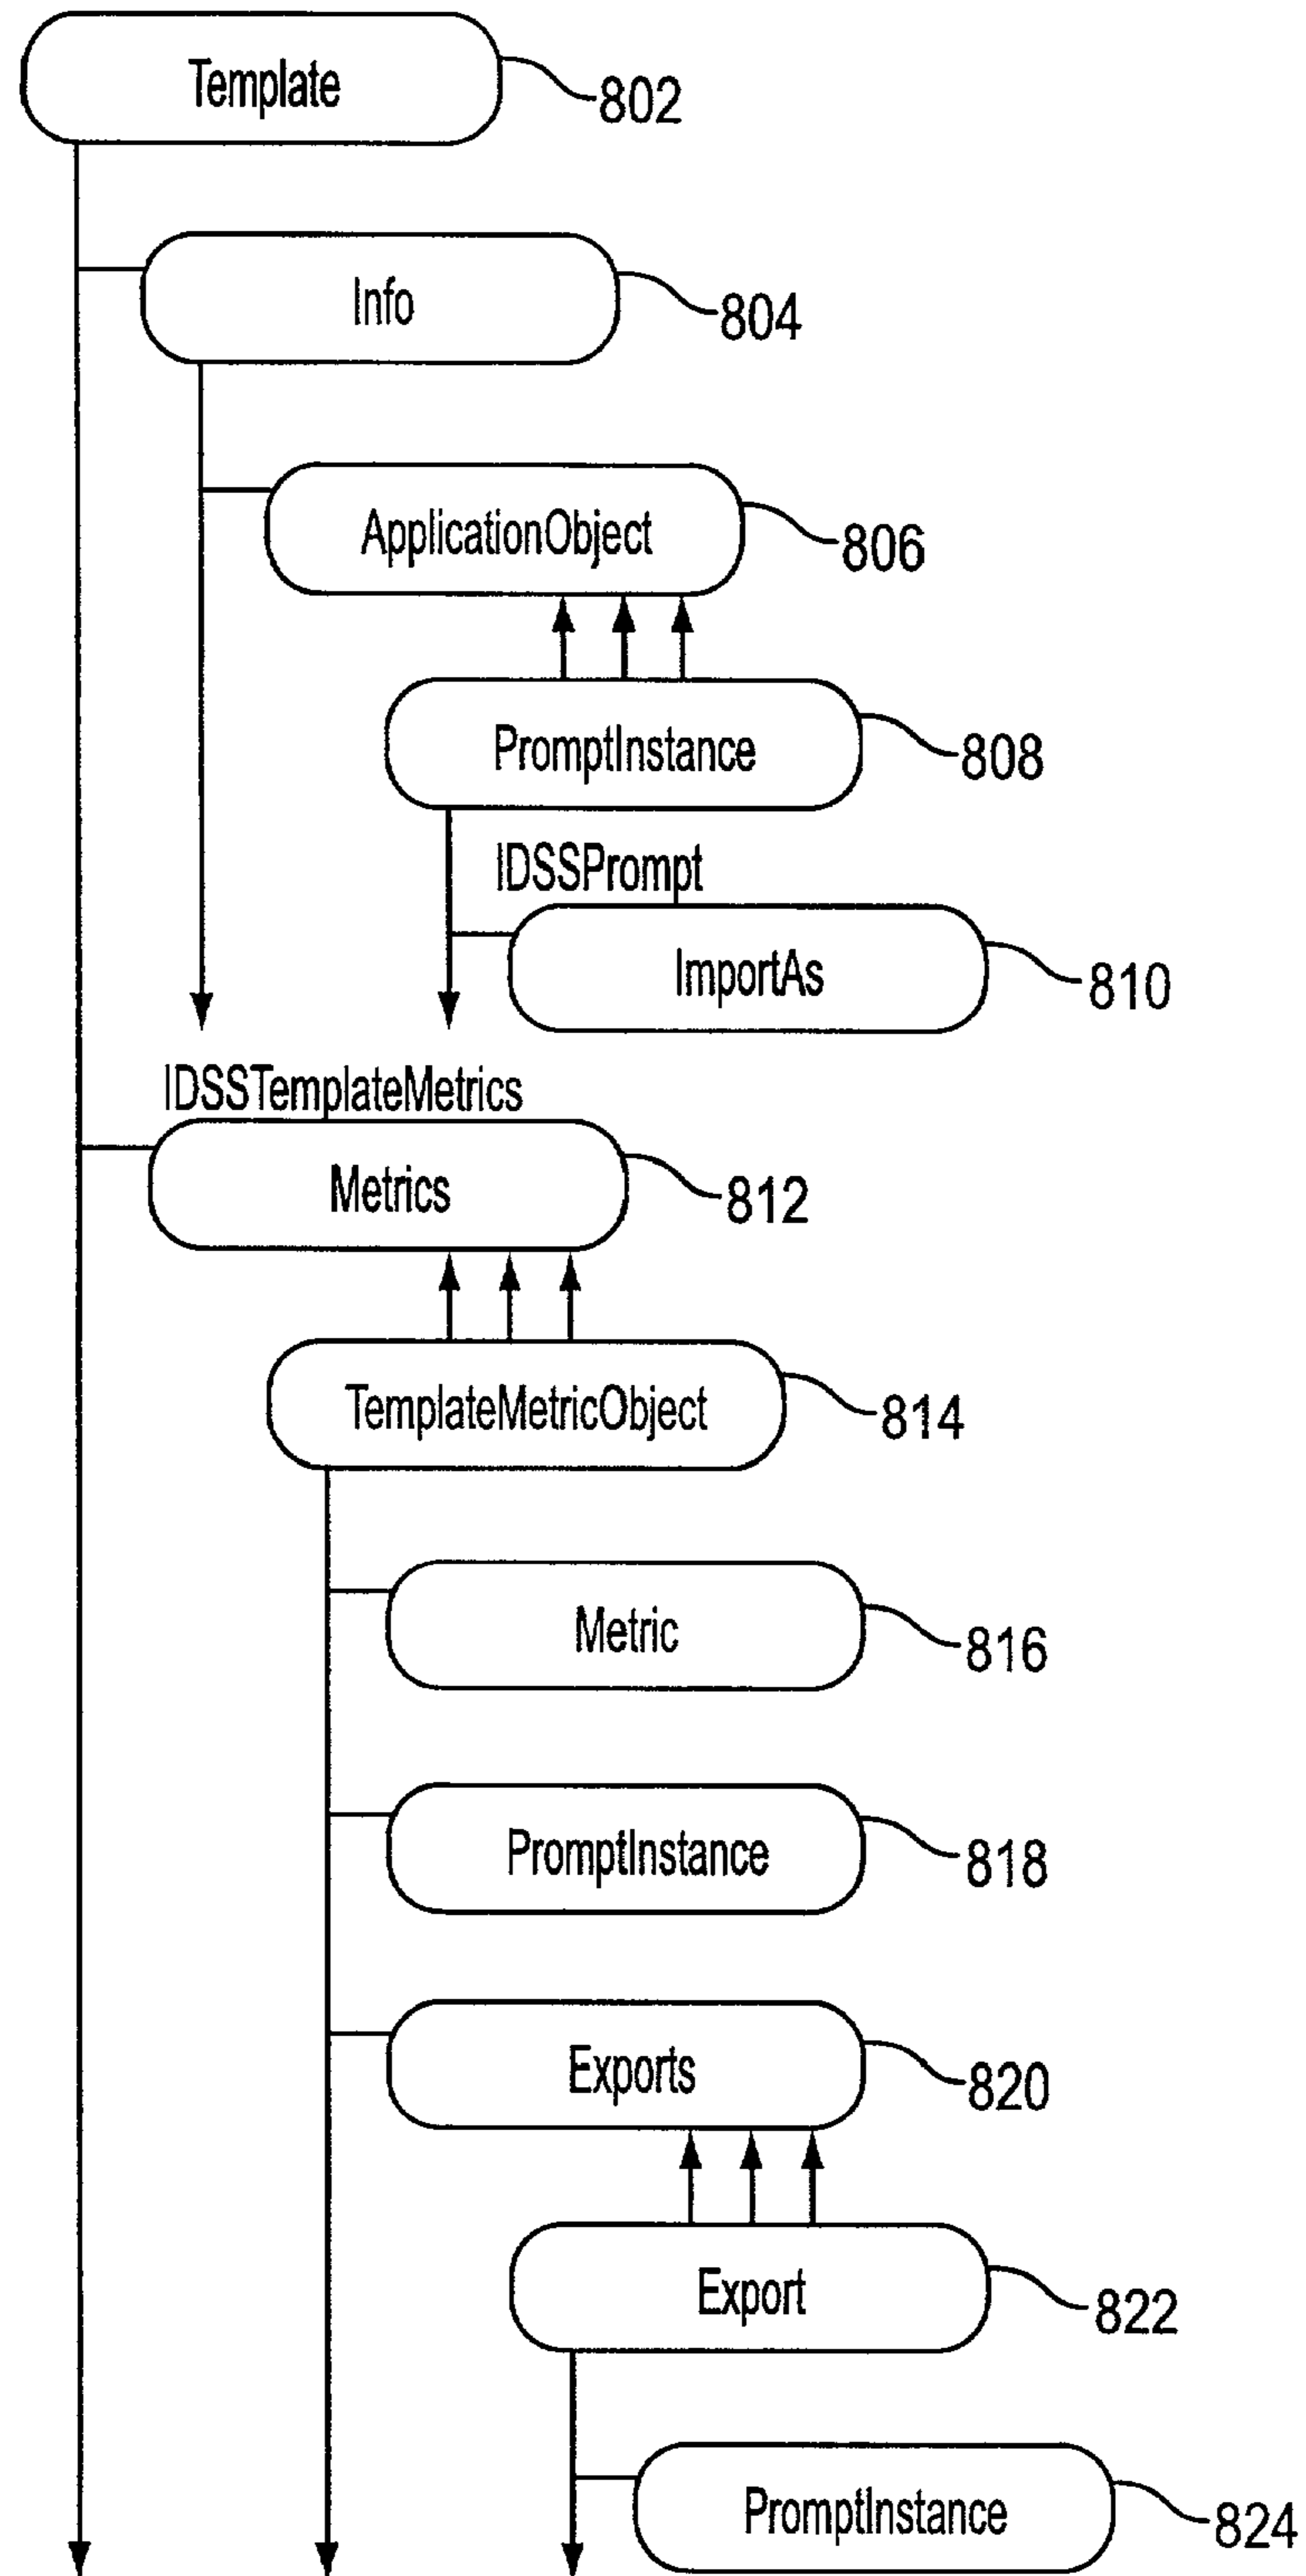 Template
802
Info
804
ApplicationObject
806
PromptInstance
808
IDSSPrompt
ImportAs
810
IDSSTemplateMetrics
Metrics
812
TemplateMetricObject
814
Metric
816
PromptInstance
818
Exports
820
Export
822
PromptInstance
824